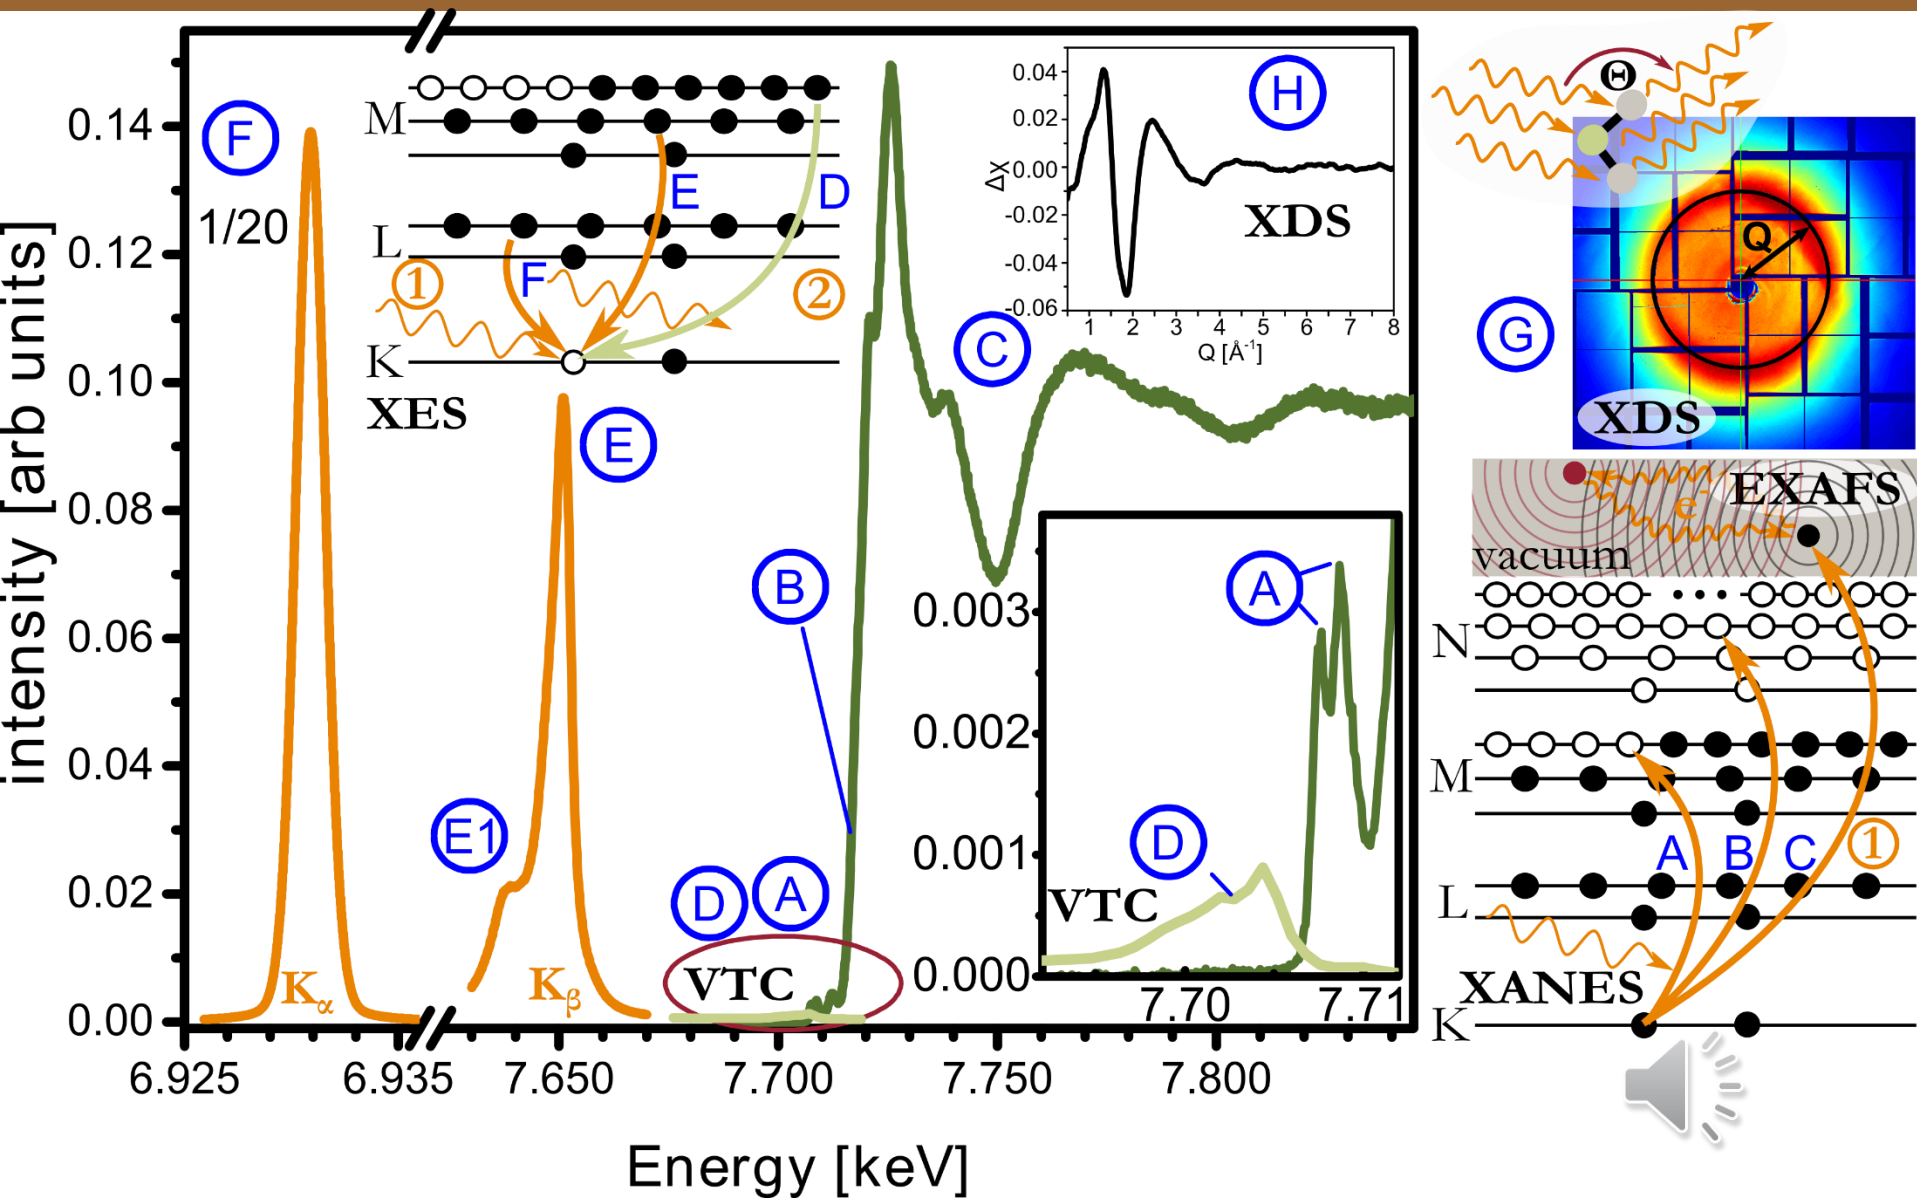 intensity [arb units]
0.14
0.12
0.10
0.08
0.06
0.04
0.02
0.00
6.925
6.935
7.650
7.700
7.750
7.800
Energy [keV]
F
1/20
Kα
E1
E
Kβ
B
C
D
A
VTC
M
L
K
E
D
F
①
②
XES
H
XDS
Δχ
0.04
0.02
0.00
-0.02
-0.04
-0.06
1 2 3 4 5 6 7 8
Q [Å-1]
A
D
VTC
0.003
0.002
0.001
0.000
7.70
7.71
Θ
Q
G
XDS
EXAFS
e-
vacuum
N
M
A B C ①
L
XANES
K